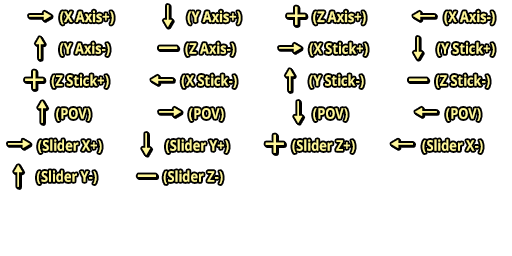 → (X Axis+) ↓ (Y Axis+) + (Z Axis+) ← (X Axis-)
↑ (Y Axis-) − (Z Axis-) → (X Stick+) ↓ (Y Stick+)
+ (Z Stick+) ← (X Stick-) ↑ (Y Stick-) − (Z Stick-)
↑ (POV) → (POV) ↓ (POV) ← (POV)
→ (Slider X+) ↓ (Slider Y+) + (Slider Z+) ← (Slider X-)
↑ (Slider Y-) − (Slider Z-)